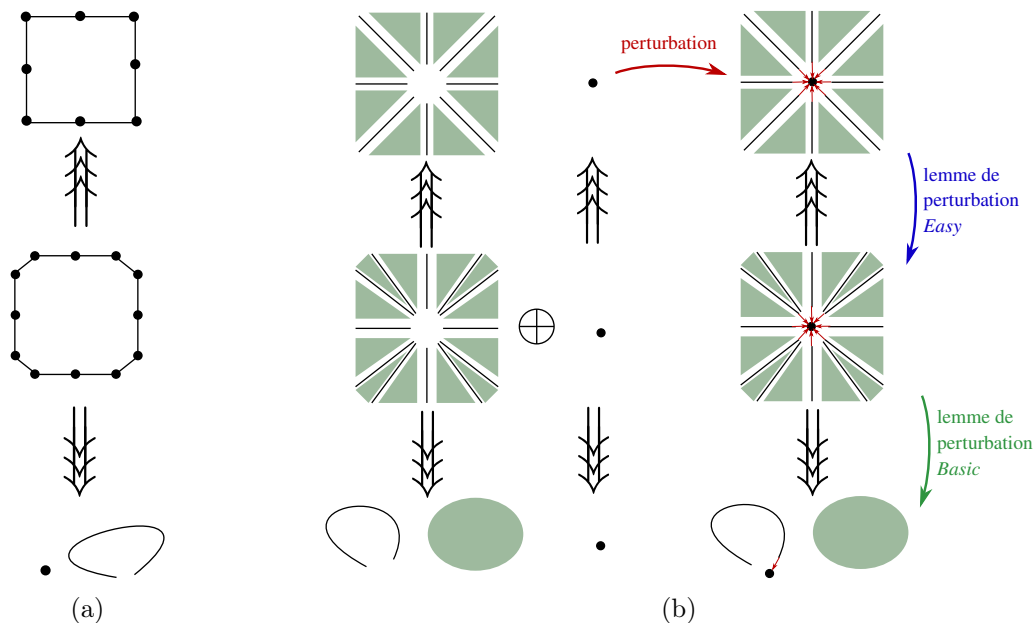 perturbation
lemme de
perturbation
Easy
lemme de
perturbation
Basic
(a)
(b)